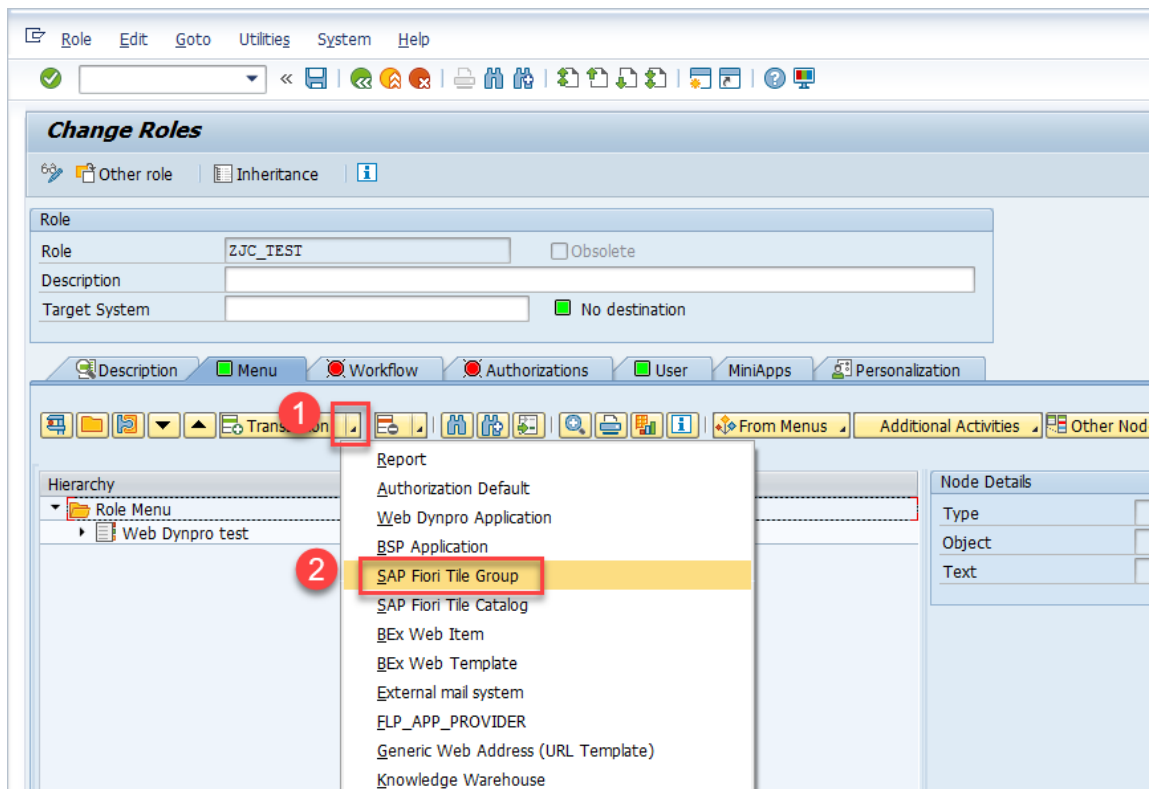 Role Edit Goto Utilities System Help
Change Roles
Other role Inheritance
Role
Role ZJC_TEST Obsolete
Description
Target System No destination
Description Menu Workflow Authorizations User MiniApps Personalization
1
From Menus Additional Activities Other Nod
Report
Hierarchy Node Details
Authorization Default
Role Menu Type
Web Dynpro Application
Web Dynpro test
BSP Application Object
2 SAP Fiori Tile Group Text
SAP Fiori Tile Catalog
BEx Web Item
BEx Web Template
External mail system
FLP_APP_PROVIDER
Generic Web Address (URL Template)
Knowledge Warehouse